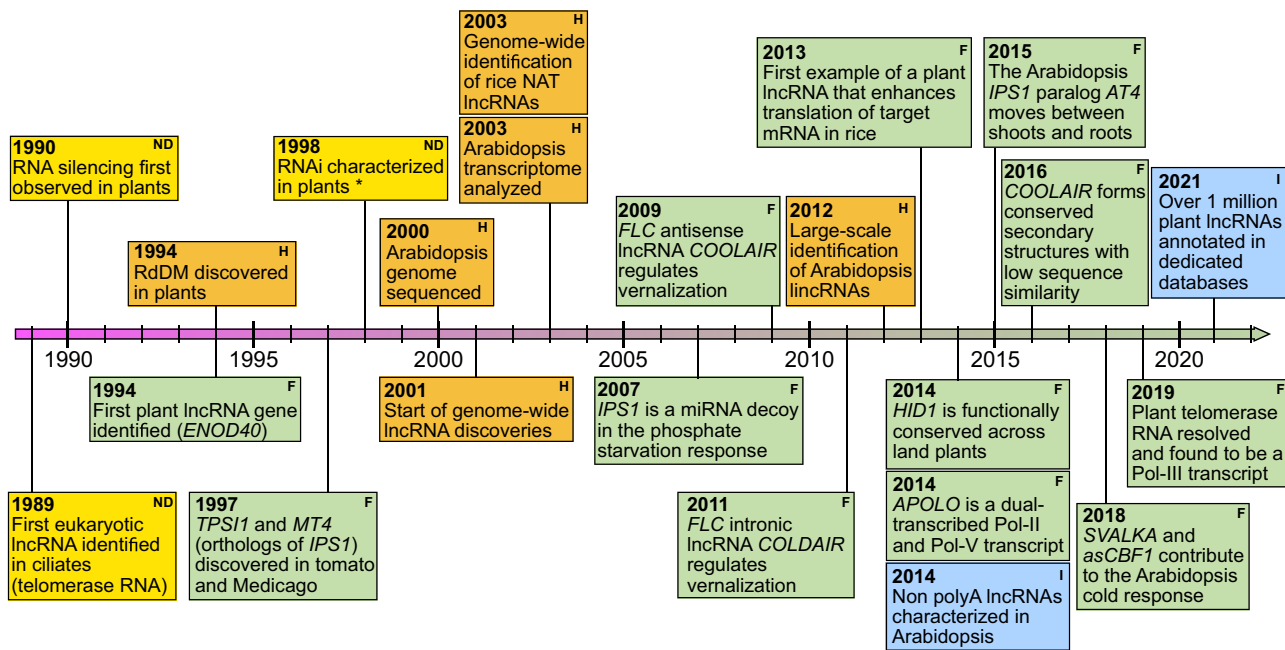 1990 ND
RNA silencing first
observed in plants
1994 H
RdDM discovered
in plants
1998 ND
RNAi characterized
in plants *
2000 H
Arabidopsis
genome
sequenced
2003 H
Genome-wide
identification
of rice NAT
lncRNAs
2003 H
Arabidopsis
transcriptome
analyzed
2009 F
FLC antisense
lncRNA COOLAIR
regulates
vernalization
2013 F
First example of a plant
lncRNA that enhances
translation of target
mRNA in rice
2012 H
Large-scale
identification
of Arabidopsis
lincRNAs
2015 F
The Arabidopsis
IPS1 paralog AT4
moves between
shoots and roots
2016 F
COOLAIR forms
conserved
secondary
structures with
low sequence
similarity
2021 I
Over 1 million
plant lncRNAs
annotated in
dedicated
databases
1990 1995 2000 2005 2010 2015 2020
1994 F
First plant lncRNA gene
identified (ENOD40)
1989 ND
First eukaryotic
lncRNA identified
in ciliates
(telomerase RNA)
1997 F
TPSI1 and MT4
(orthologs of IPS1)
discovered in tomato
and Medicago
2001 H
Start of genome-wide
lncRNA discoveries
2007 F
IPS1 is a miRNA decoy
in the phosphate
starvation response
2011 F
FLC intronic
lncRNA COLDAIR
regulates
vernalization
2014 F
HID1 is functionally
conserved across
land plants
2014 F
APOLO is a dual-
transcribed Pol-II
and Pol-V transcript
2014 I
Non polyA lncRNAs
characterized in
Arabidopsis
2019 F
Plant telomerase
RNA resolved
and found to be a
Pol-III transcript
2018 F
SVALKA and
asCBF1 contribute
to the Arabidopsis
cold response